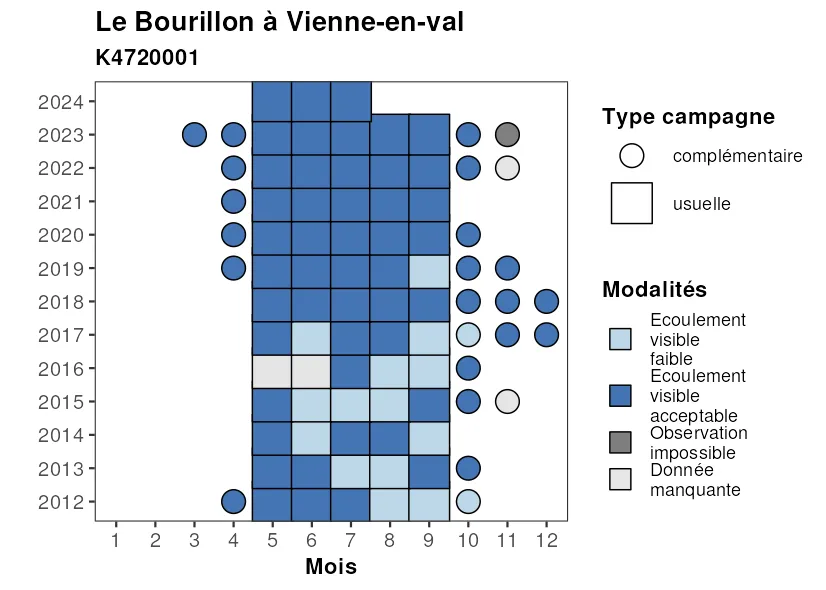 Le Bourillon à Vienne-en-val
K4720001
2024
2023
2022
2021
2020
2019
2018
2017
2016
2015
2014
2013
2012
1 2 3 4 5 6 7 8 9 10 11 12
Mois
Type campagne
complémentaire
usuelle
Modalités
Ecoulement
visible
faible
Ecoulement
visible
acceptable
Observation
impossible
Donnée
manquante